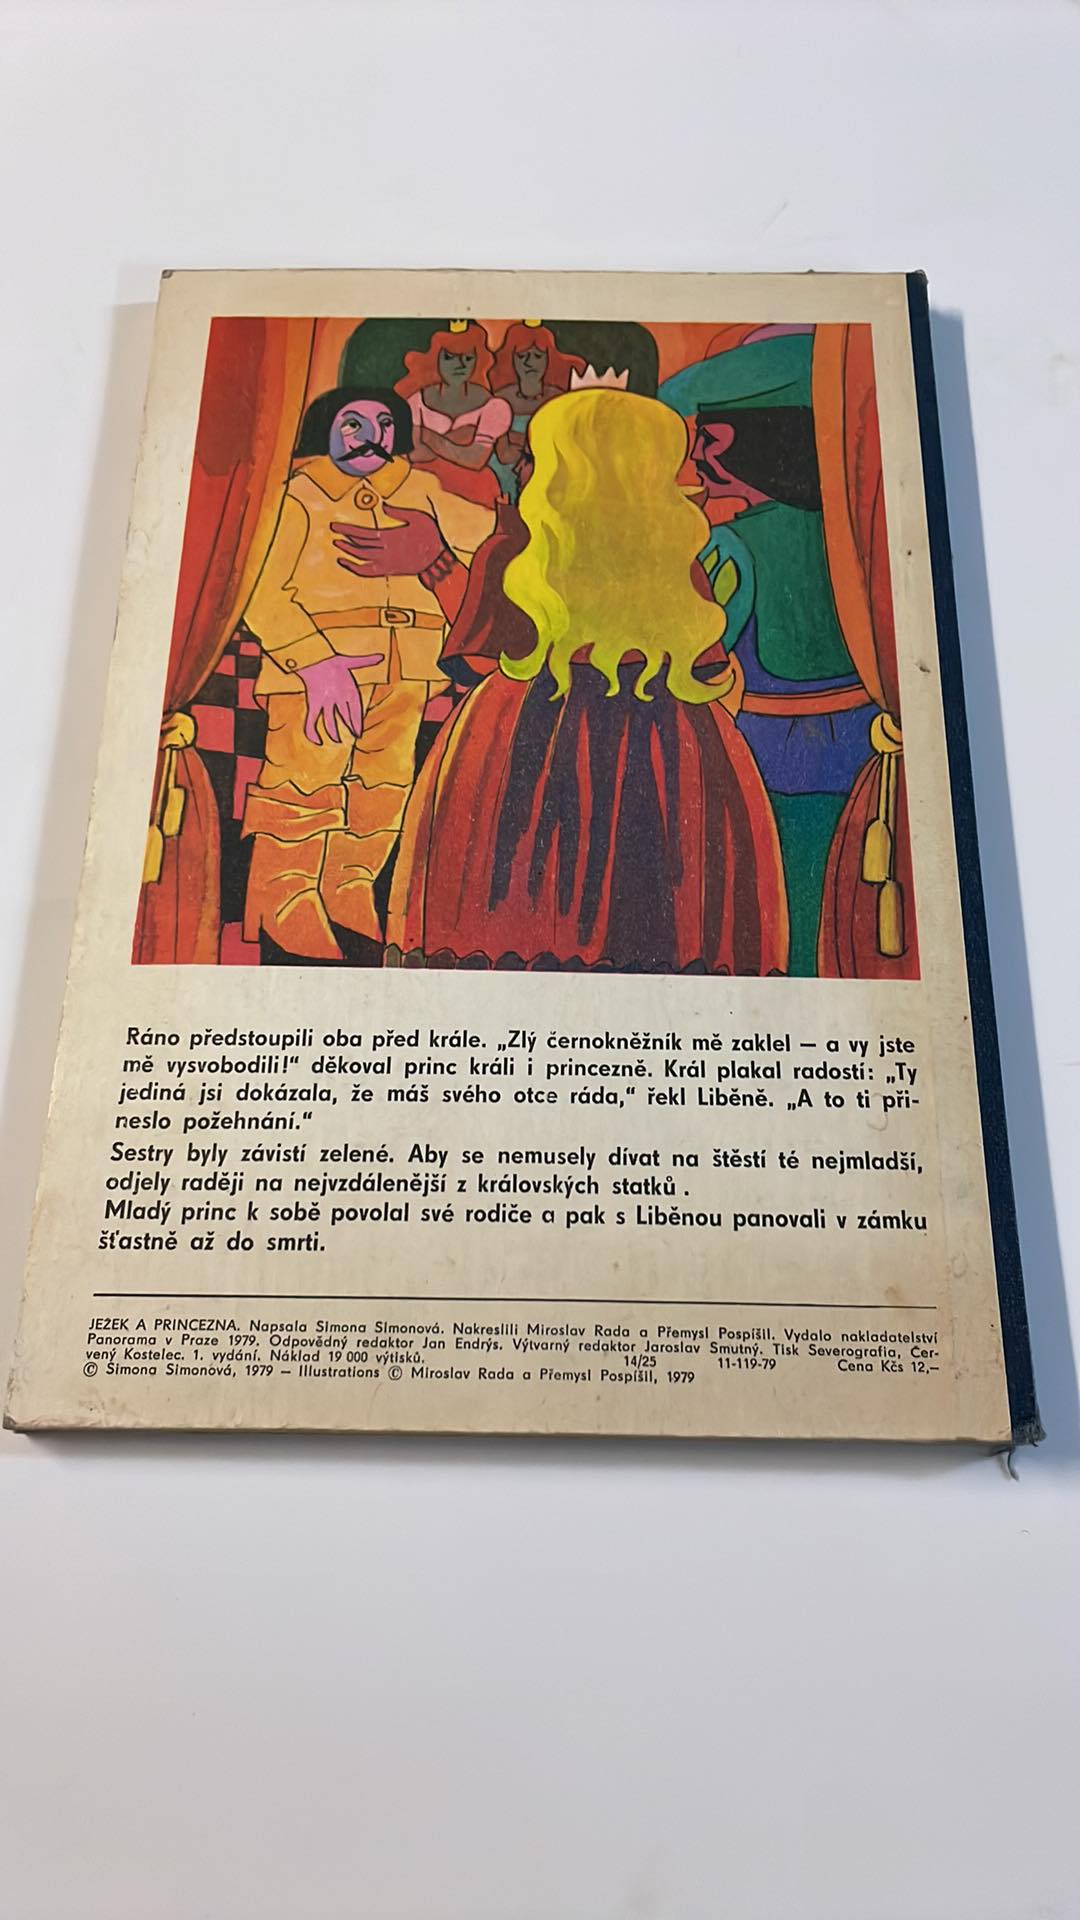 Ráno předstoupili oba před krále. „Zlý černokněžník mě zaklel — a vy jste
mě vysvobodili!“ děkoval princ králi i princezně. Král plakal radostí: „Ty
jediná jsi dokázala, že máš svého otce ráda,“ řekl Liběně. „A to ti při-
neslo požehnání.“
Sestry byly závistí zelené. Aby se nemusely dívat na štěstí té nejmladší,
odjely raději na nejvzdálenější z královských statků .
Mladý princ k sobě povolal své rodiče a pak s Liběnou panovali v zámku
šťastně až do smrti.
JEŽEK A PRINCEZNA. Napsala Simona Simonová. Nakreslili Miroslav Rada a Přemysl Pospíšil. Vydalo nakladatelství
Panorama v Praze 1979. Odpovědný redaktor Jan Endrýs. Výtvarný redaktor Jaroslav Smutný. Tisk Severografia, Čer-
vený Kostelec. 1. vydání. Náklad 19 000 výtisků. 14/25 11-119-79 Cena Kčs 12,—
© Simona Simonová, 1979 — Illustrations © Miroslav Rada a Přemysl Pospíšil, 1979